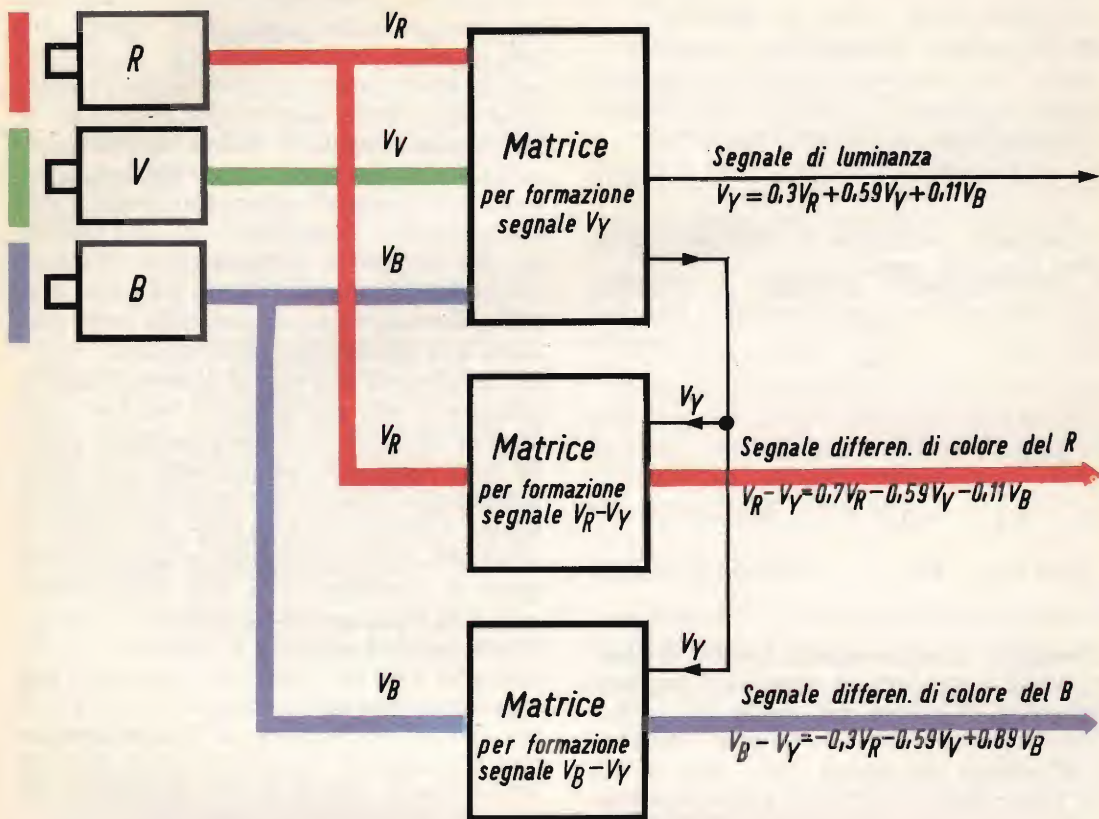 V_R
R
V_V
V
V_B
B
Matrice
per formazione
segnale V_Y
Segnale di luminanza
V_Y = 0,3V_R + 0,59V_V + 0,11V_B
V_Y
V_R
Matrice
per formazione
segnale V_R - V_Y
Segnale differen. di colore del R
V_R - V_Y = 0,7V_R - 0,59V_V - 0,11V_B
V_Y
V_B
Matrice
per formazione
segnale V_B - V_Y
Segnale differen. di colore del B
V_B - V_Y = -0,3V_R - 0,59V_V + 0,89V_B